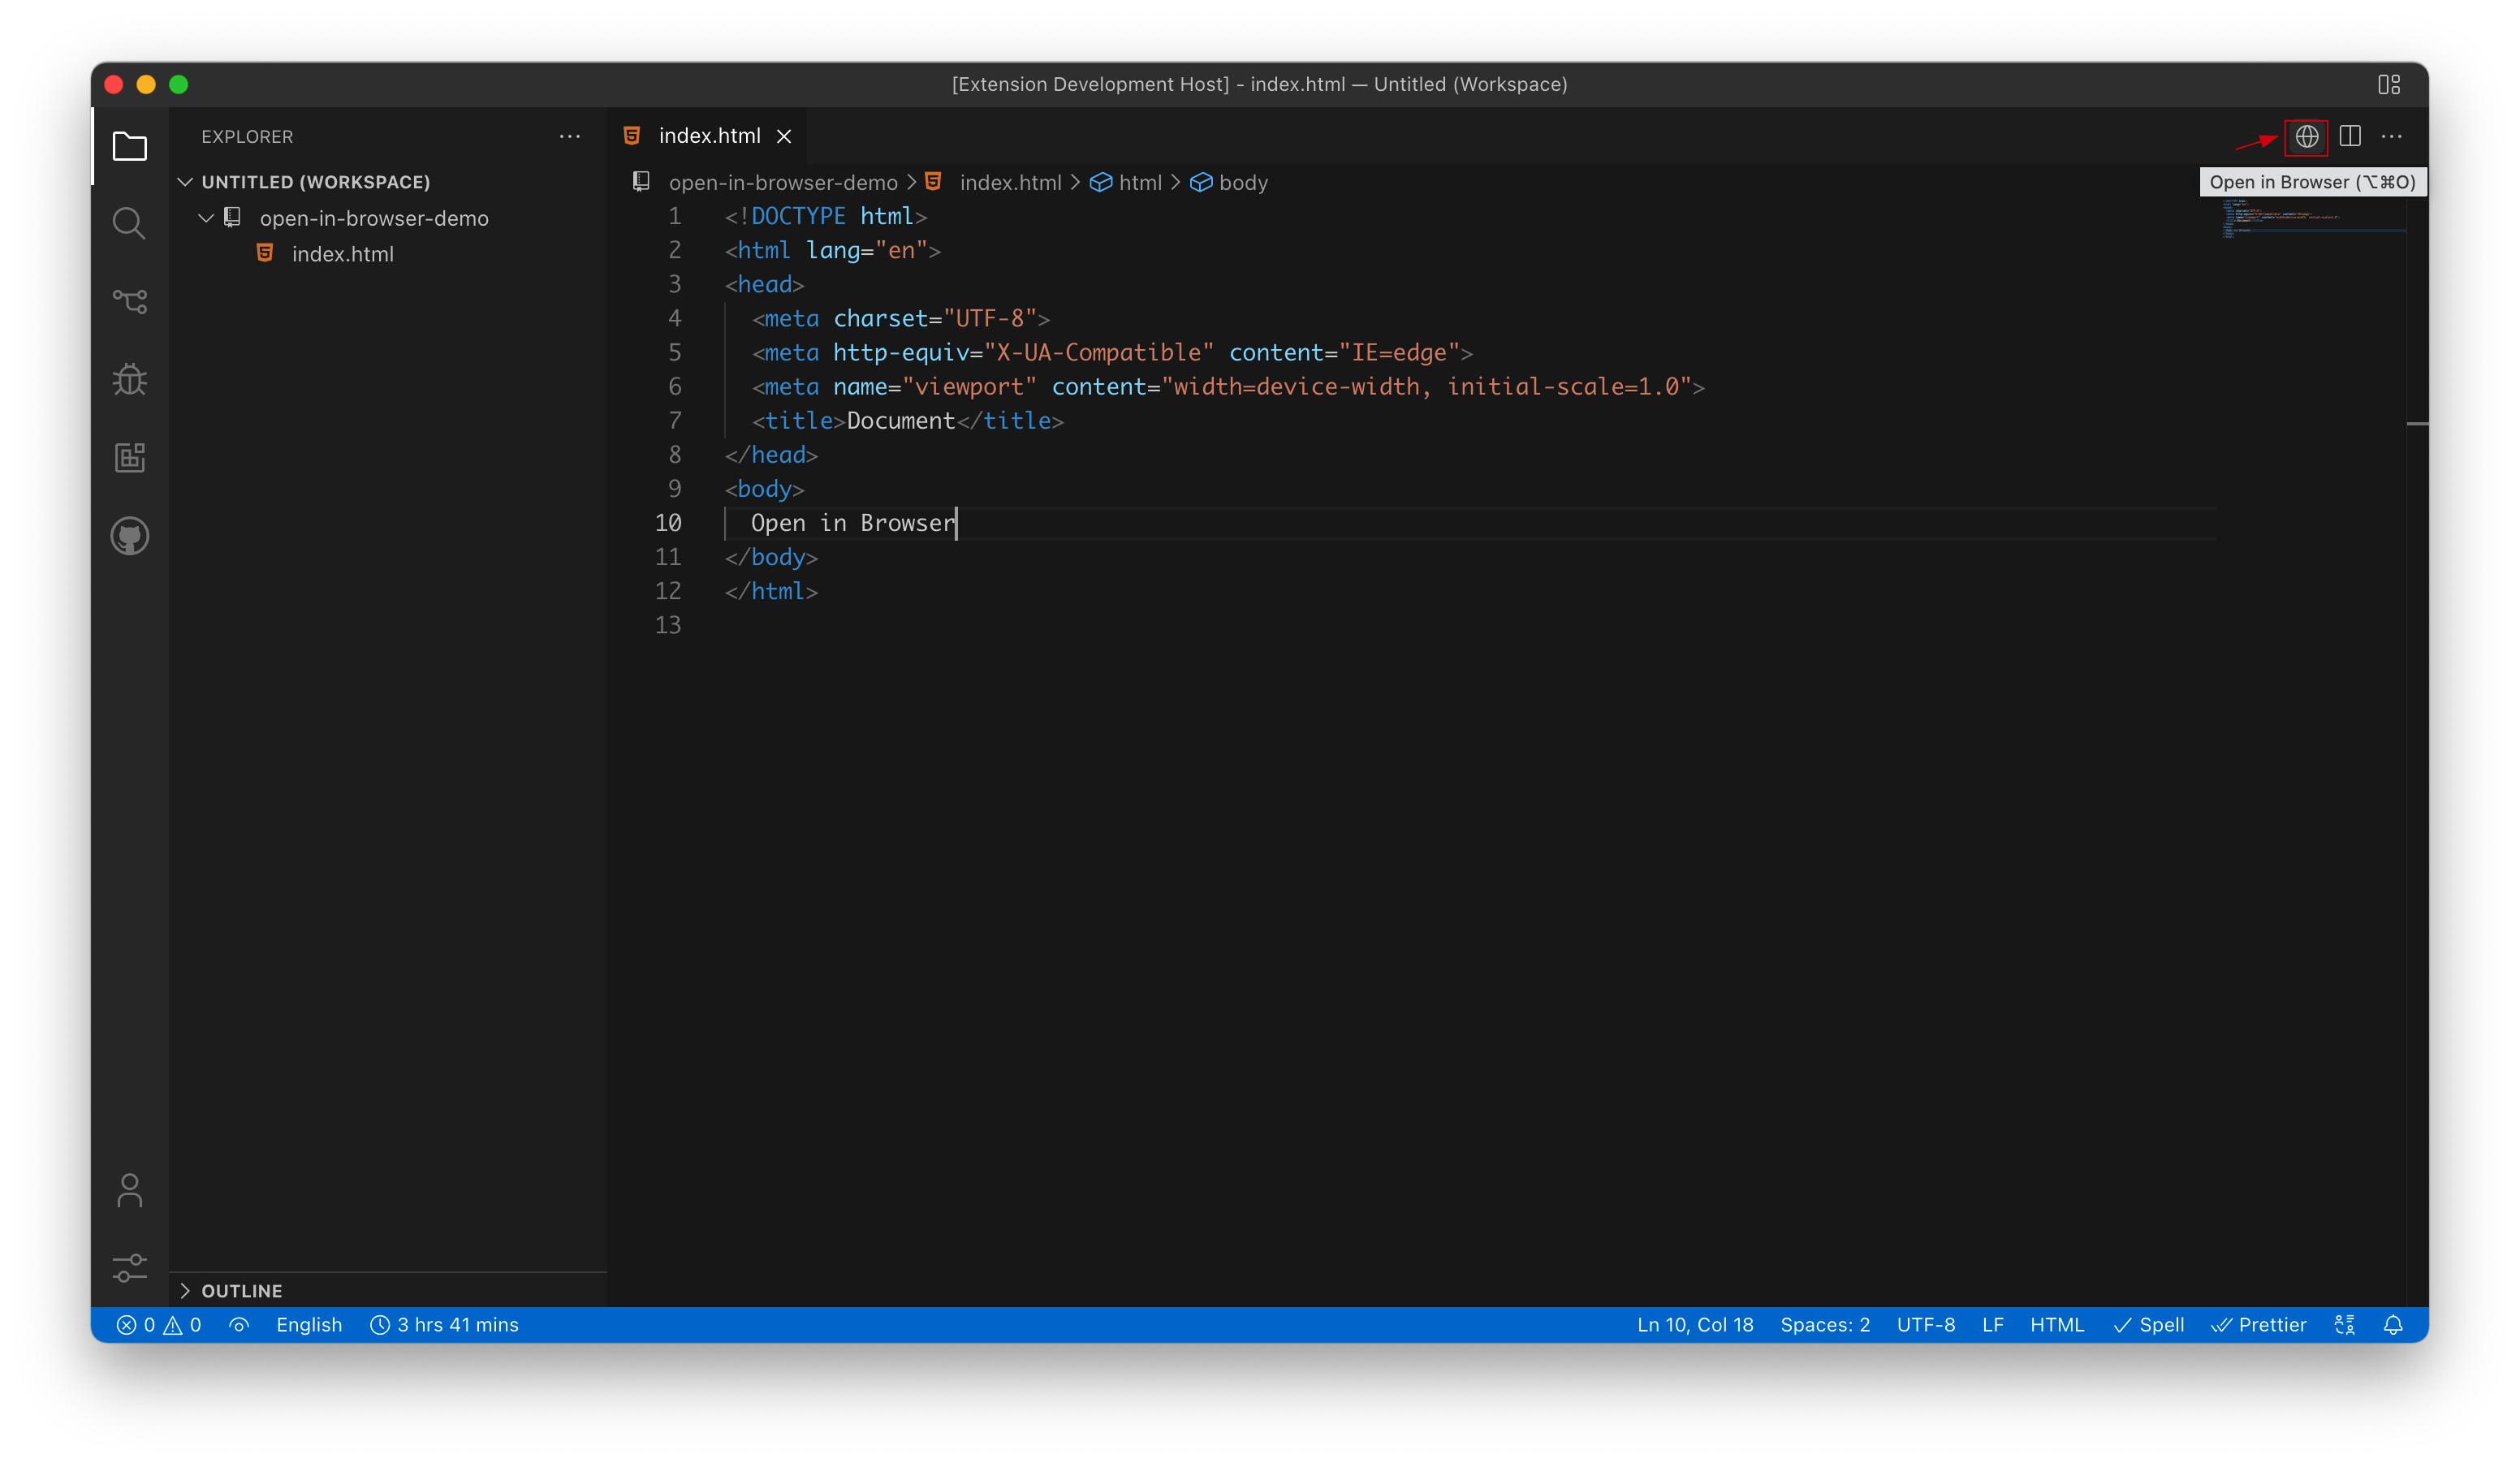 [Extension Development Host] - index.html — Untitled (Workspace)
EXPLORER
UNTITLED (WORKSPACE)
open-in-browser-demo
index.html
OUTLINE
index.html
Open in Browser (⌥⌘O)
open-in-browser-demo > index.html > html > body
1 <!DOCTYPE html>
2 <html lang="en">
3 <head>
4 <meta charset="UTF-8">
5 <meta http-equiv="X-UA-Compatible" content="IE=edge">
6 <meta name="viewport" content="width=device-width, initial-scale=1.0">
7 <title>Document</title>
8 </head>
9 <body>
10 Open in Browser
11 </body>
12 </html>
13
0 0 English 3 hrs 41 mins Ln 10, Col 18 Spaces: 2 UTF-8 LF HTML Spell Prettier